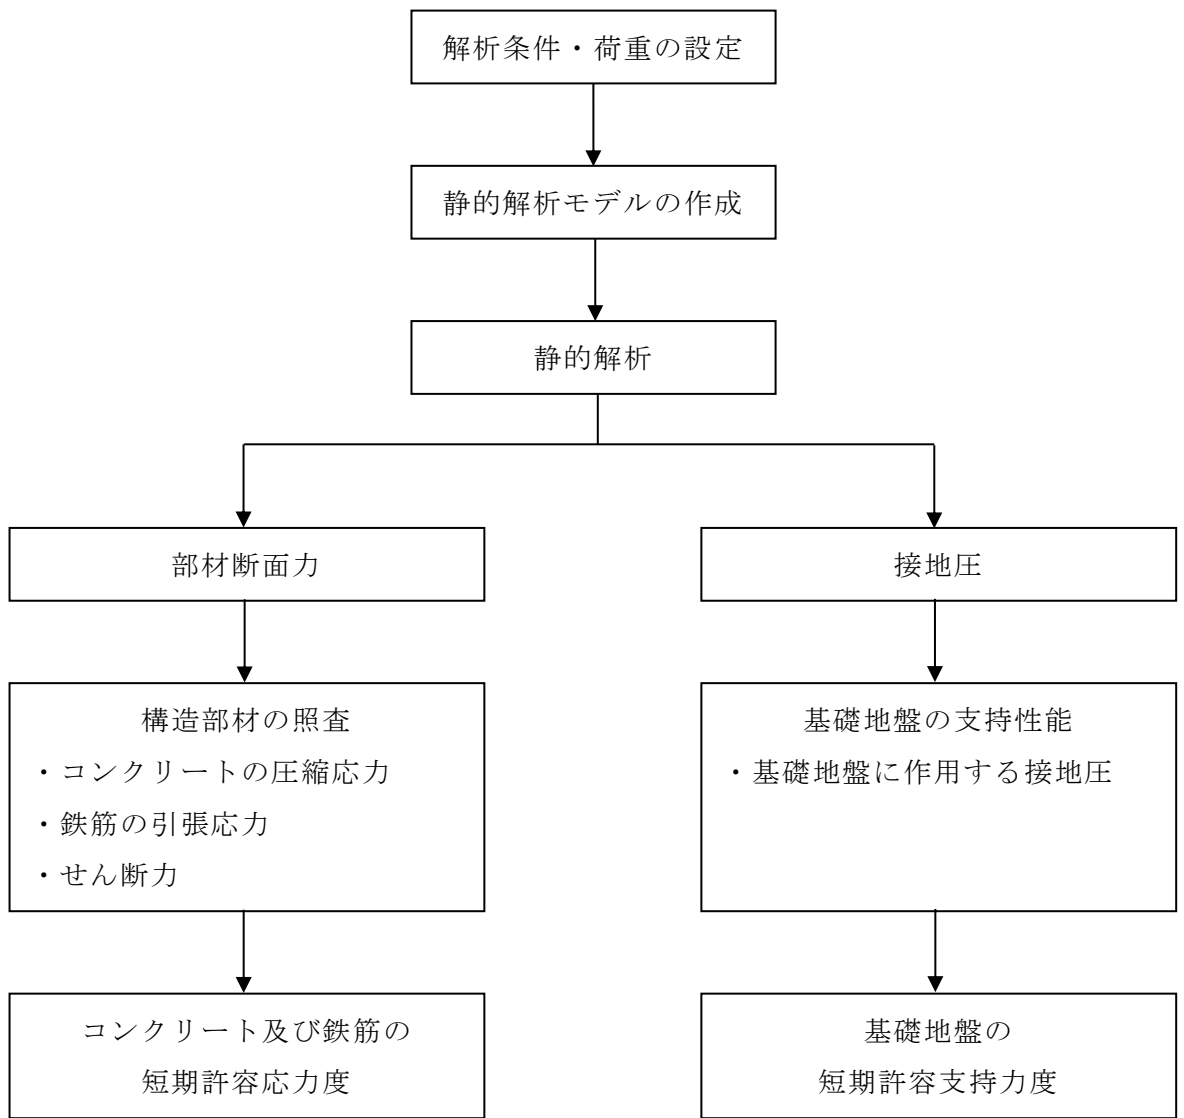 解析条件・荷重の設定
静的解析モデルの作成
静的解析
部材断面力
接地圧
構造部材の照査
・コンクリートの圧縮応力
・鉄筋の引張応力
・せん断力
基礎地盤の支持性能
・基礎地盤に作用する接地圧
コンクリート及び鉄筋の
短期許容応力度
基礎地盤の
短期許容支持力度